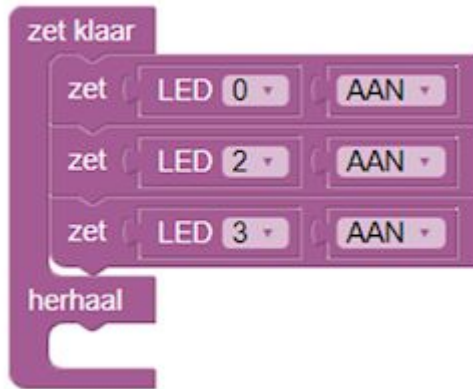 zet klaar
zet LED 0 AAN
zet LED 2 AAN
zet LED 3 AAN
herhaal